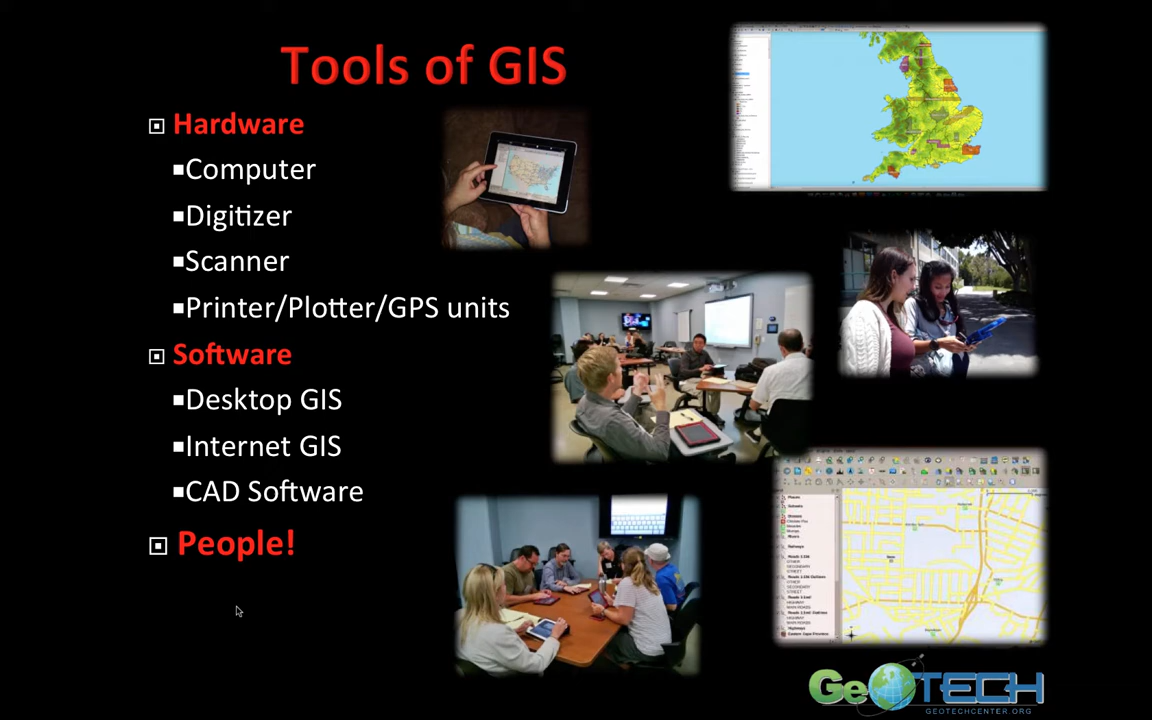 Tools of GIS
Hardware
Computer
Digitizer
Scanner
Printer/Plotter/GPS units
Software
Desktop GIS
Internet GIS
CAD Software
People!
GeoTECH
GEOTECHCENTER.ORG